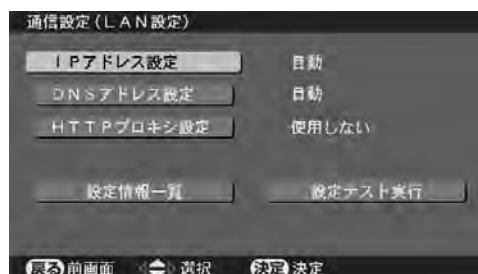 通信設定(LAN設定)
IPアドレス設定 自動
DNSアドレス設定 自動
HTTPプロキシ設定 使用しない
設定情報一覧 設定テスト実行
戻る 前画面 選択 決定 決定